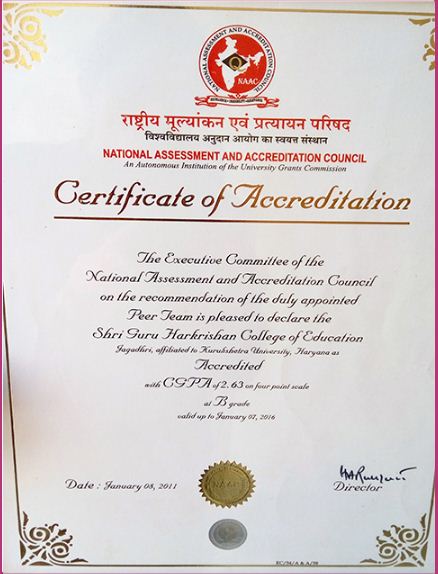 NATIONAL ASSESSMENT AND ACCREDITATION COUNCIL
NAAC
राष्ट्रीय मूल्यांकन एवं प्रत्यायन परिषद
विश्वविद्यालय अनुदान आयोग का स्वायत्त संस्थान
NATIONAL ASSESSMENT AND ACCREDITATION COUNCIL
An Autonomous Institution of the University Grants Commission
Certificate of Accreditation
The Executive Committee of the
National Assessment and Accreditation Council
on the recommendation of the duly appointed
Peer Team is pleased to declare the
Shri Guru Harkrishan College of Education
Jagadhri, affiliated to Kurukshetra University, Haryana as
Accredited
with CGPA of 2.63 on four point scale
at B grade
valid up to January 07, 2016
Date : January 08, 2011
NAAC
Director